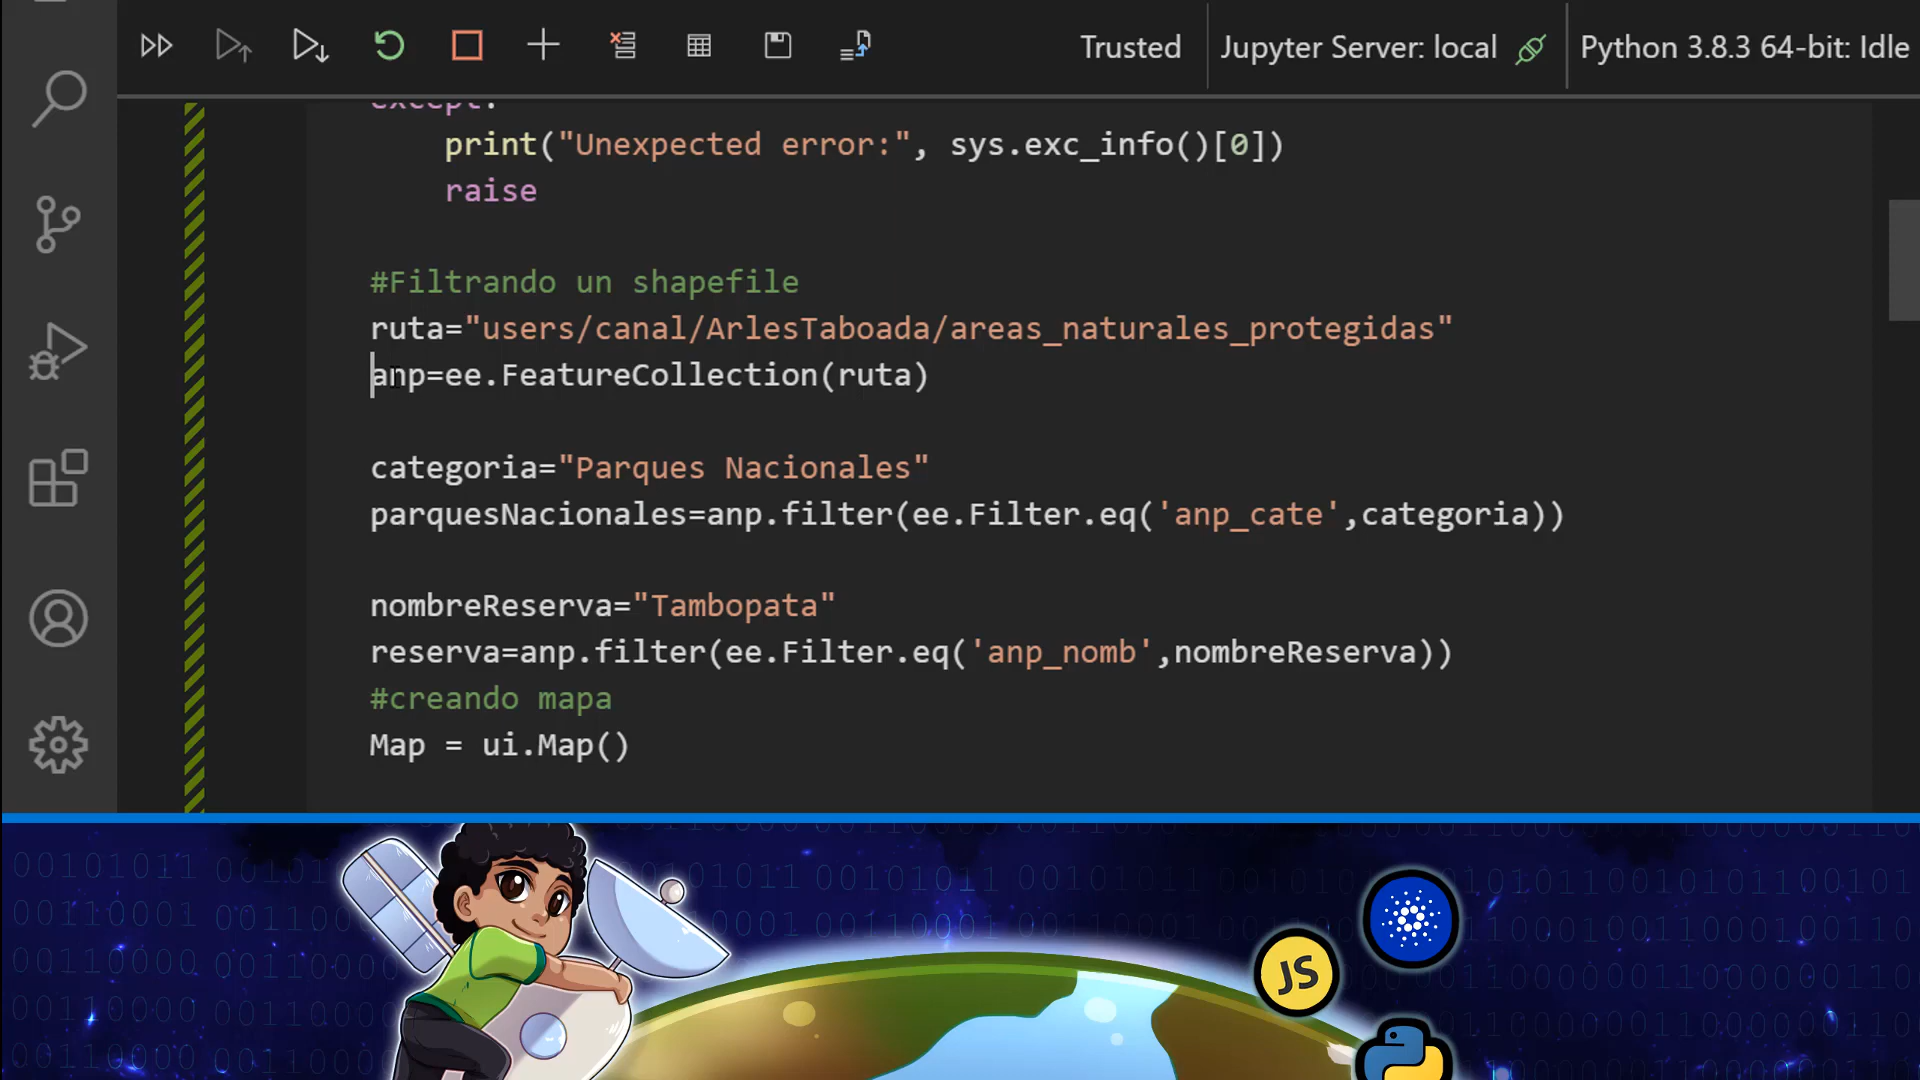 Trusted
Jupyter Server: local
Python 3.8.3 64-bit: Idle
except:
print("Unexpected error:", sys.exc_info()[0])
raise
#Filtrando un shapefile
ruta="users/canal/ArlesTaboada/areas_naturales_protegidas"
anp=ee.FeatureCollection(ruta)
categoria="Parques Nacionales"
parquesNacionales=anp.filter(ee.Filter.eq('anp_cate',categoria))
nombreReserva="Tambopata"
reserva=anp.filter(ee.Filter.eq('anp_nomb',nombreReserva))
#creando mapa
Map = ui.Map()
JS